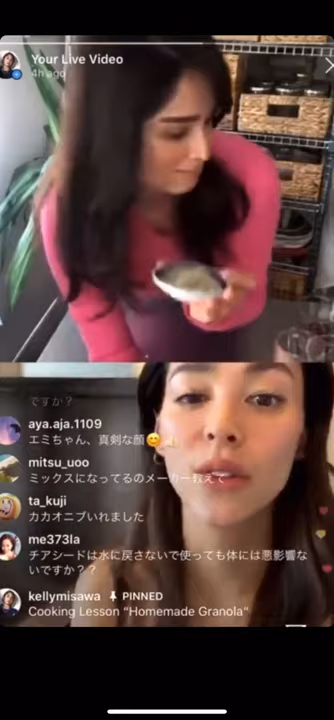 Your Live Video
4h ago
ですか？
aya.aja.1109
エミちゃん、真剣な顔😊👍
mitsu_uoo
ミックスになってるのメーカー教えて
ta_kuji
カカオニブいれました
me373la
チアシードは水に戻さないで使っても体には悪影響な
いですか？？
kellymisawa 📌 PINNED
Cooking Lesson "Homemade Granola"